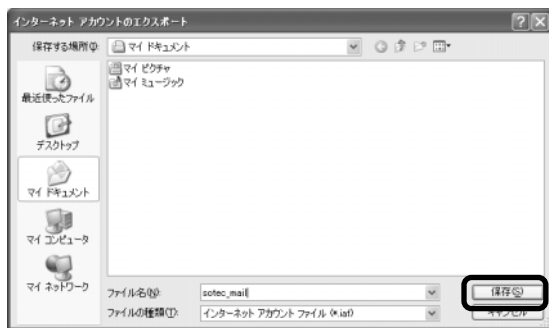 インターネット アカウントのエクスポート
保存する場所(I): マイ ドキュメント
マイ ピクチャ
マイ ミュージック
最近使ったファイル
デスクトップ
マイ ドキュメント
マイ コンピュータ
マイ ネットワーク
ファイル名(N): sotec_mail 保存(S)
ファイルの種類(T): インターネット アカウント ファイル (*.iaf) キャンセル